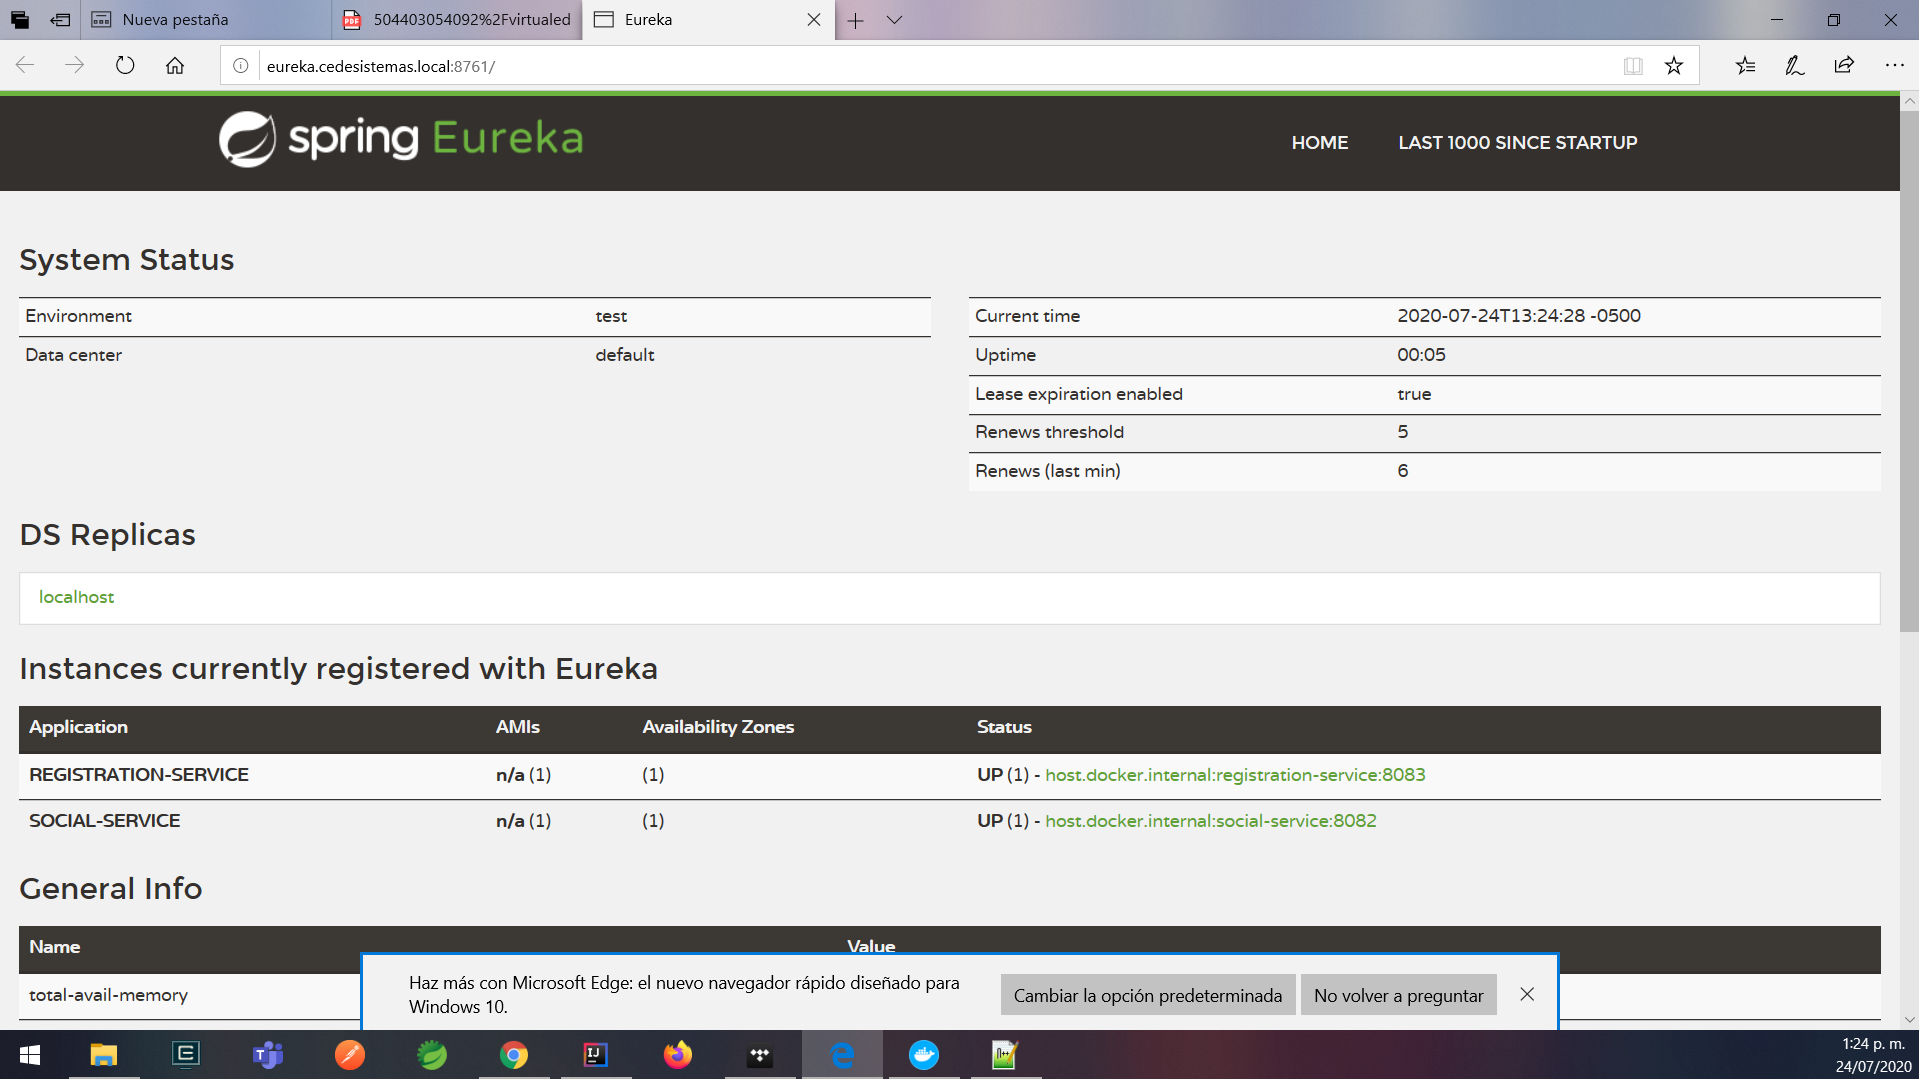 Nueva pestaña
504403054092%2Fvirtualed
Eureka
eureka.cedesistemas.local:8761/
spring Eureka
HOME
LAST 1000 SINCE STARTUP
System Status
Environment test
Data center default
Current time 2020-07-24T13:24:28 -0500
Uptime 00:05
Lease expiration enabled true
Renews threshold 5
Renews (last min) 6
DS Replicas
localhost
Instances currently registered with Eureka
Application AMIs Availability Zones Status
REGISTRATION-SERVICE n/a (1) (1) UP (1) - host.docker.internal:registration-service:8083
SOCIAL-SERVICE n/a (1) (1) UP (1) - host.docker.internal:social-service:8082
General Info
Name Value
total-avail-memory
Haz más con Microsoft Edge: el nuevo navegador rápido diseñado para
Windows 10.
Cambiar la opción predeterminada
No volver a preguntar
1:24 p. m.
24/07/2020